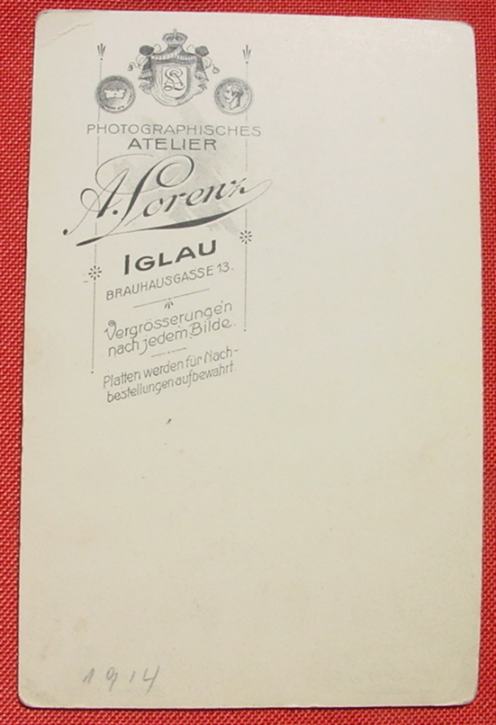 PHOTOGRAPHISCHES
ATELIER
A. Lorenz
IGLAU
BRAUHAUSGASSE 13.
Vergrösserungen
nach jedem Bilde.
Platten werden für Nach-
bestellungen aufbewahrt.
1914